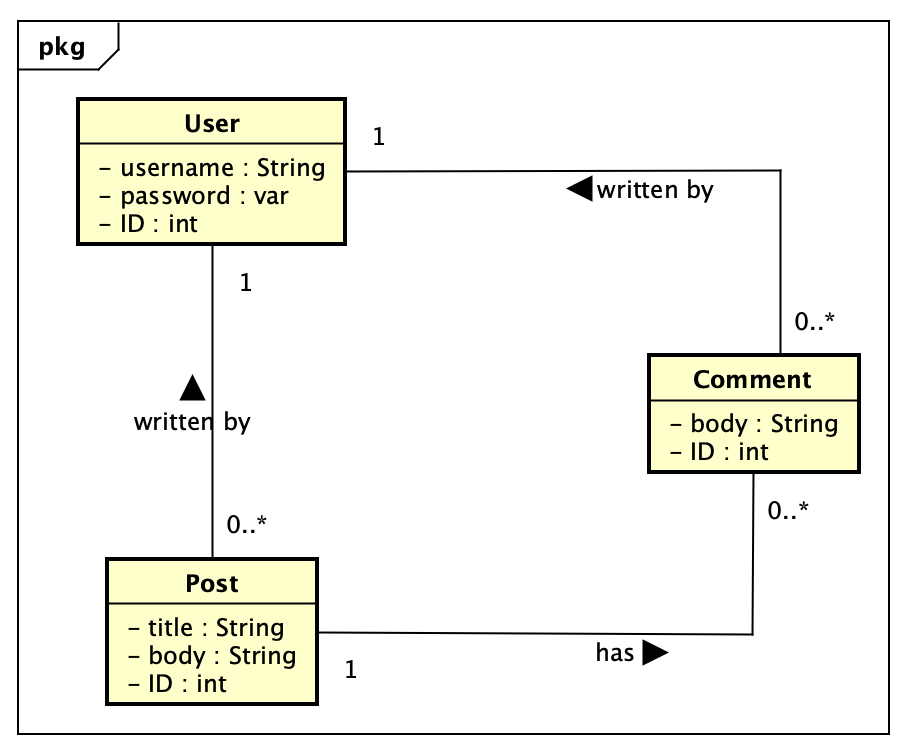 pkg
User
- username : String
- password : var
- ID : int
1
written by
1
0..*
Comment
- body : String
- ID : int
written by
0..*
0..*
Post
- title : String
- body : String
- ID : int
1
has